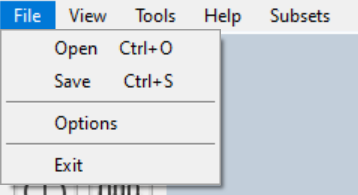 File View Tools Help Subsets
Open Ctrl+O
Save Ctrl+S
Options
Exit